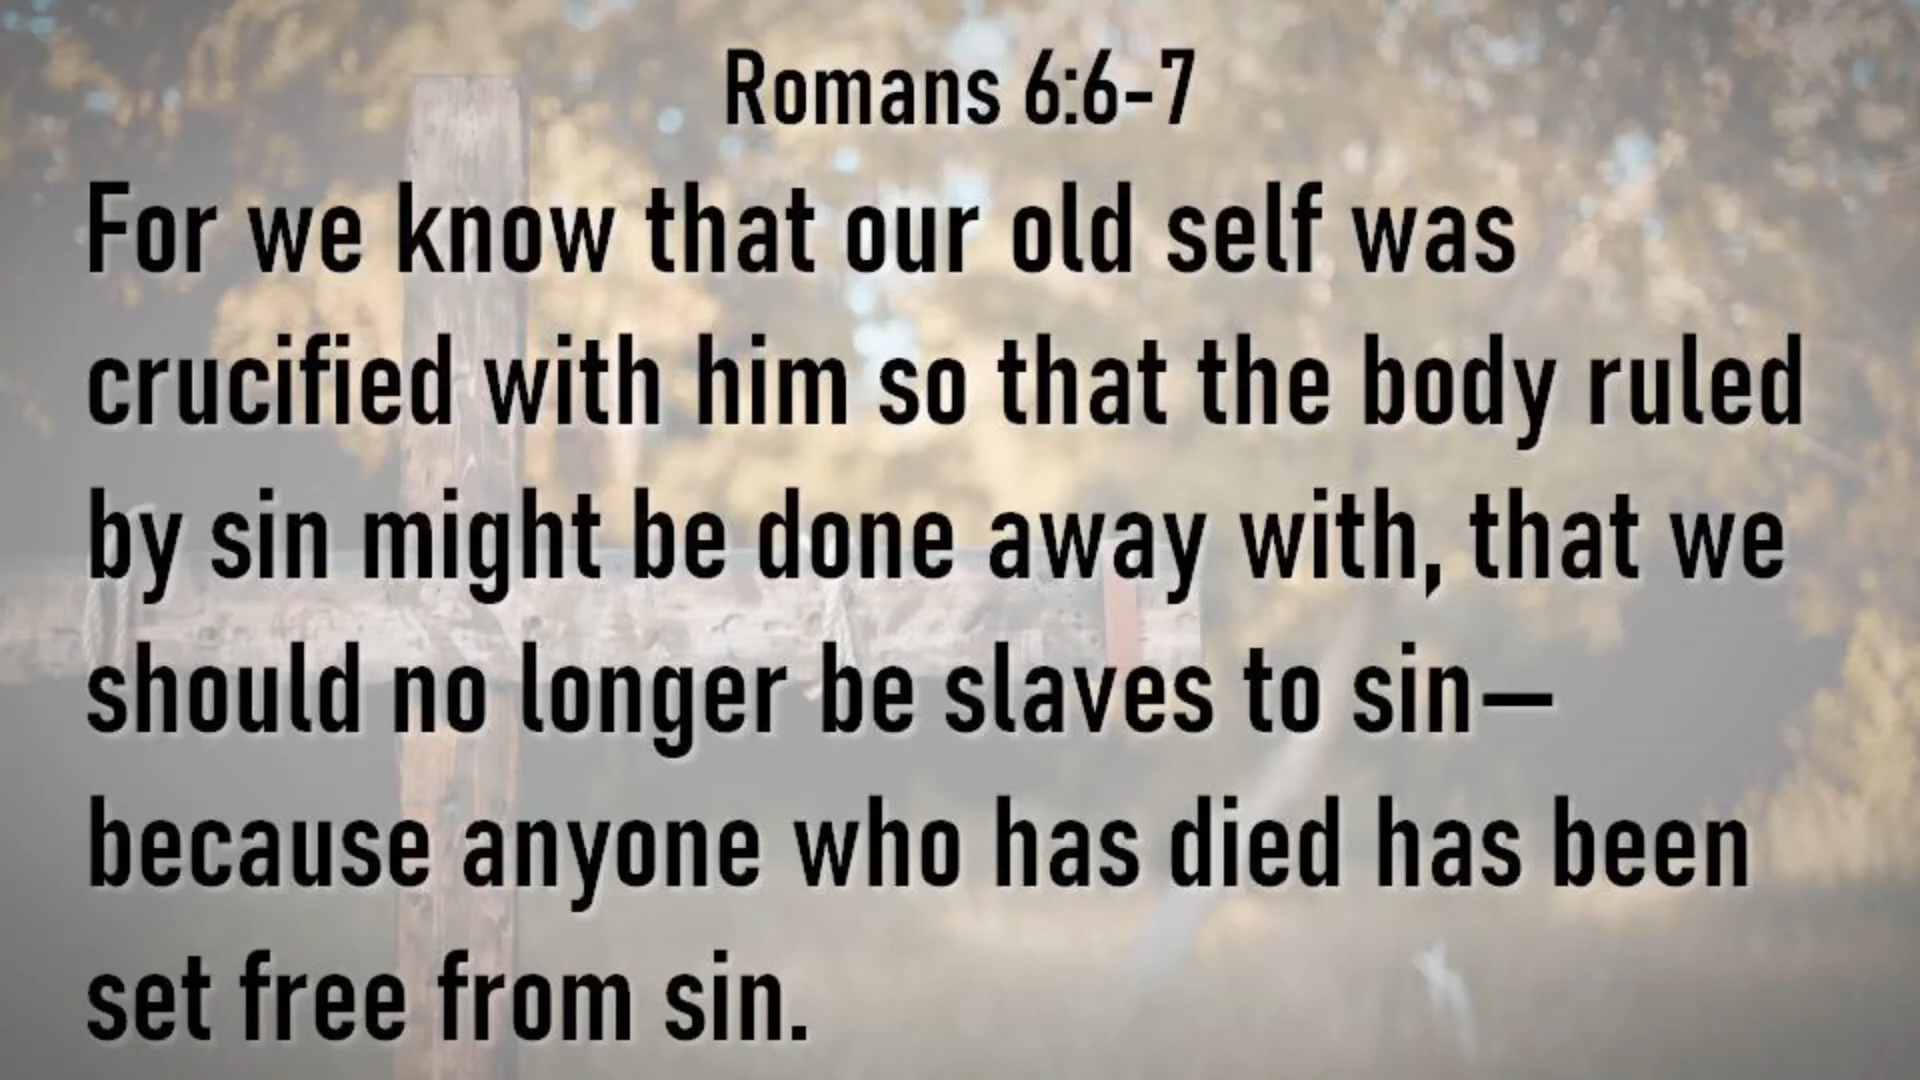 Romans 6:6-7
For we know that our old self was
crucified with him so that the body ruled
by sin might be done away with, that we
should no longer be slaves to sin—
because anyone who has died has been
set free from sin.